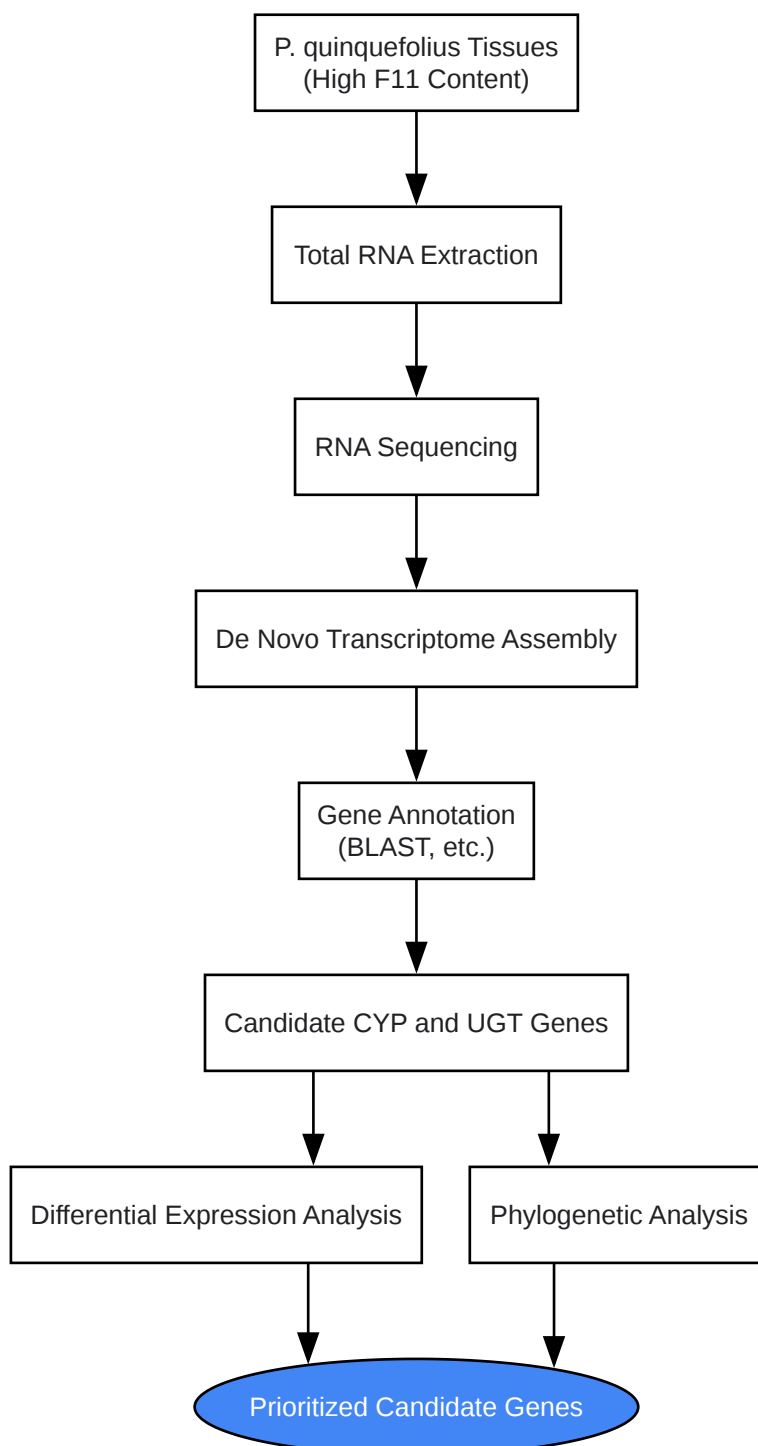 P. quinquefolius Tissues
(High F11 Content)
Total RNA Extraction
RNA Sequencing
De Novo Transcriptome Assembly
Gene Annotation
(BLAST, etc.)
Candidate CYP and UGT Genes
Differential Expression Analysis
Phylogenetic Analysis
Prioritized Candidate Genes